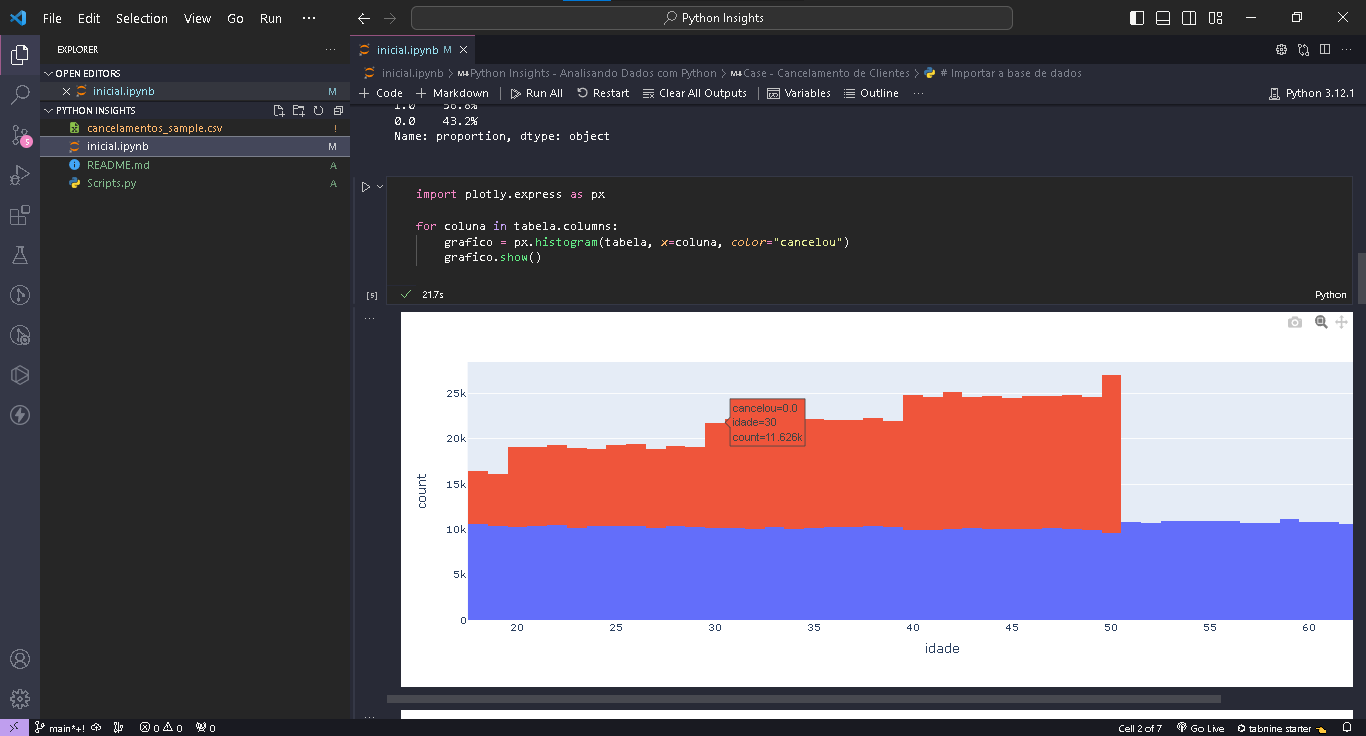 File Edit Selection View Go Run ···
Python Insights
EXPLORER ···
OPEN EDITORS
inicial.ipynb M
PYTHON INSIGHTS
cancelamentos_sample.csv !
inicial.ipynb M
README.md A
Scripts.py A
inicial.ipynb M
inicial.ipynb > M↓Python Insights - Analisando Dados com Python > M↓Case - Cancelamento de Clientes > # Importar a base de dados
+ Code + Markdown Run All Restart Clear All Outputs Variables Outline ··· Python 3.12.1
1.0 56.8%
0.0 43.2%
Name: proportion, dtype: object
import plotly.express as px
for coluna in tabela.columns:
grafico = px.histogram(tabela, x=coluna, color="cancelou")
grafico.show()
[9] 21.7s Python
···
25k
20k
15k
10k
5k
0
count
cancelou=0.0
idade=30
count=11.626k
20 25 30 35 40 45 50 55 60
idade
···
main*+! 0 0 0 Cell 2 of 7 Go Live tabnine starter